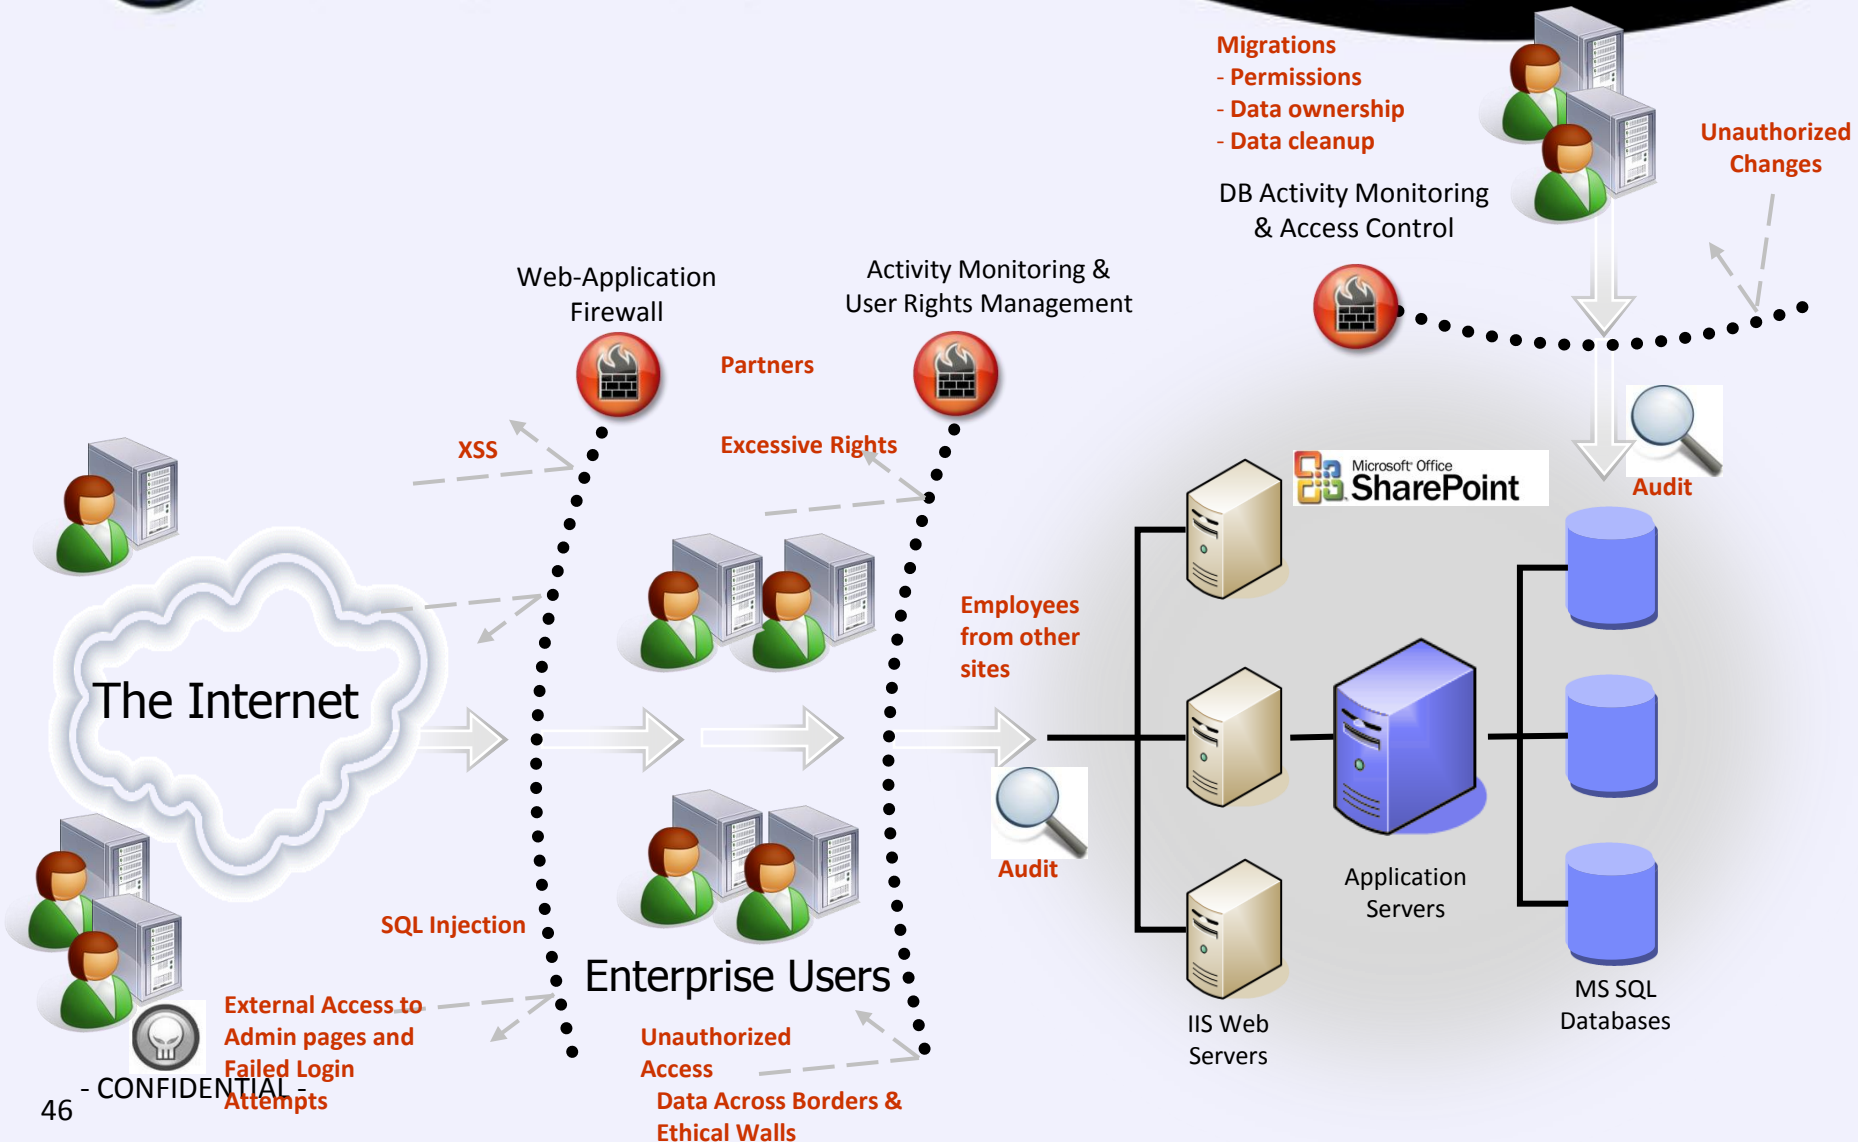 Migrations
- Permissions
- Data ownership
- Data cleanup
Unauthorized
Changes
DB Activity Monitoring
& Access Control
Web-Application
Firewall
Activity Monitoring &
User Rights Management
Partners
XSS
Excessive Rights
Microsoft Office
SharePoint
Audit
Employees
from other
sites
The Internet
Audit
Application
Servers
SQL Injection
Enterprise Users
MS SQL
Databases
IIS Web
Servers
External Access to
Admin pages and
Failed Login
Attempts
Unauthorized
Access
Data Across Borders &
Ethical Walls
- CONFIDENTIAL -
46